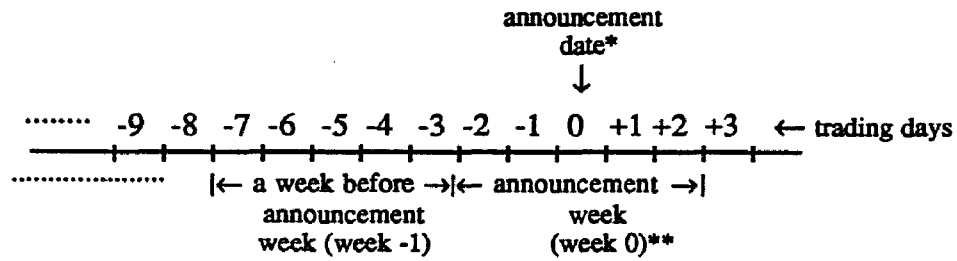 announcement
date*
↓
········ -9 -8 -7 -6 -5 -4 -3 -2 -1 0 +1 +2 +3 ← trading days
|← a week before →|← announcement →|
announcement week
week (week -1) (week 0)**